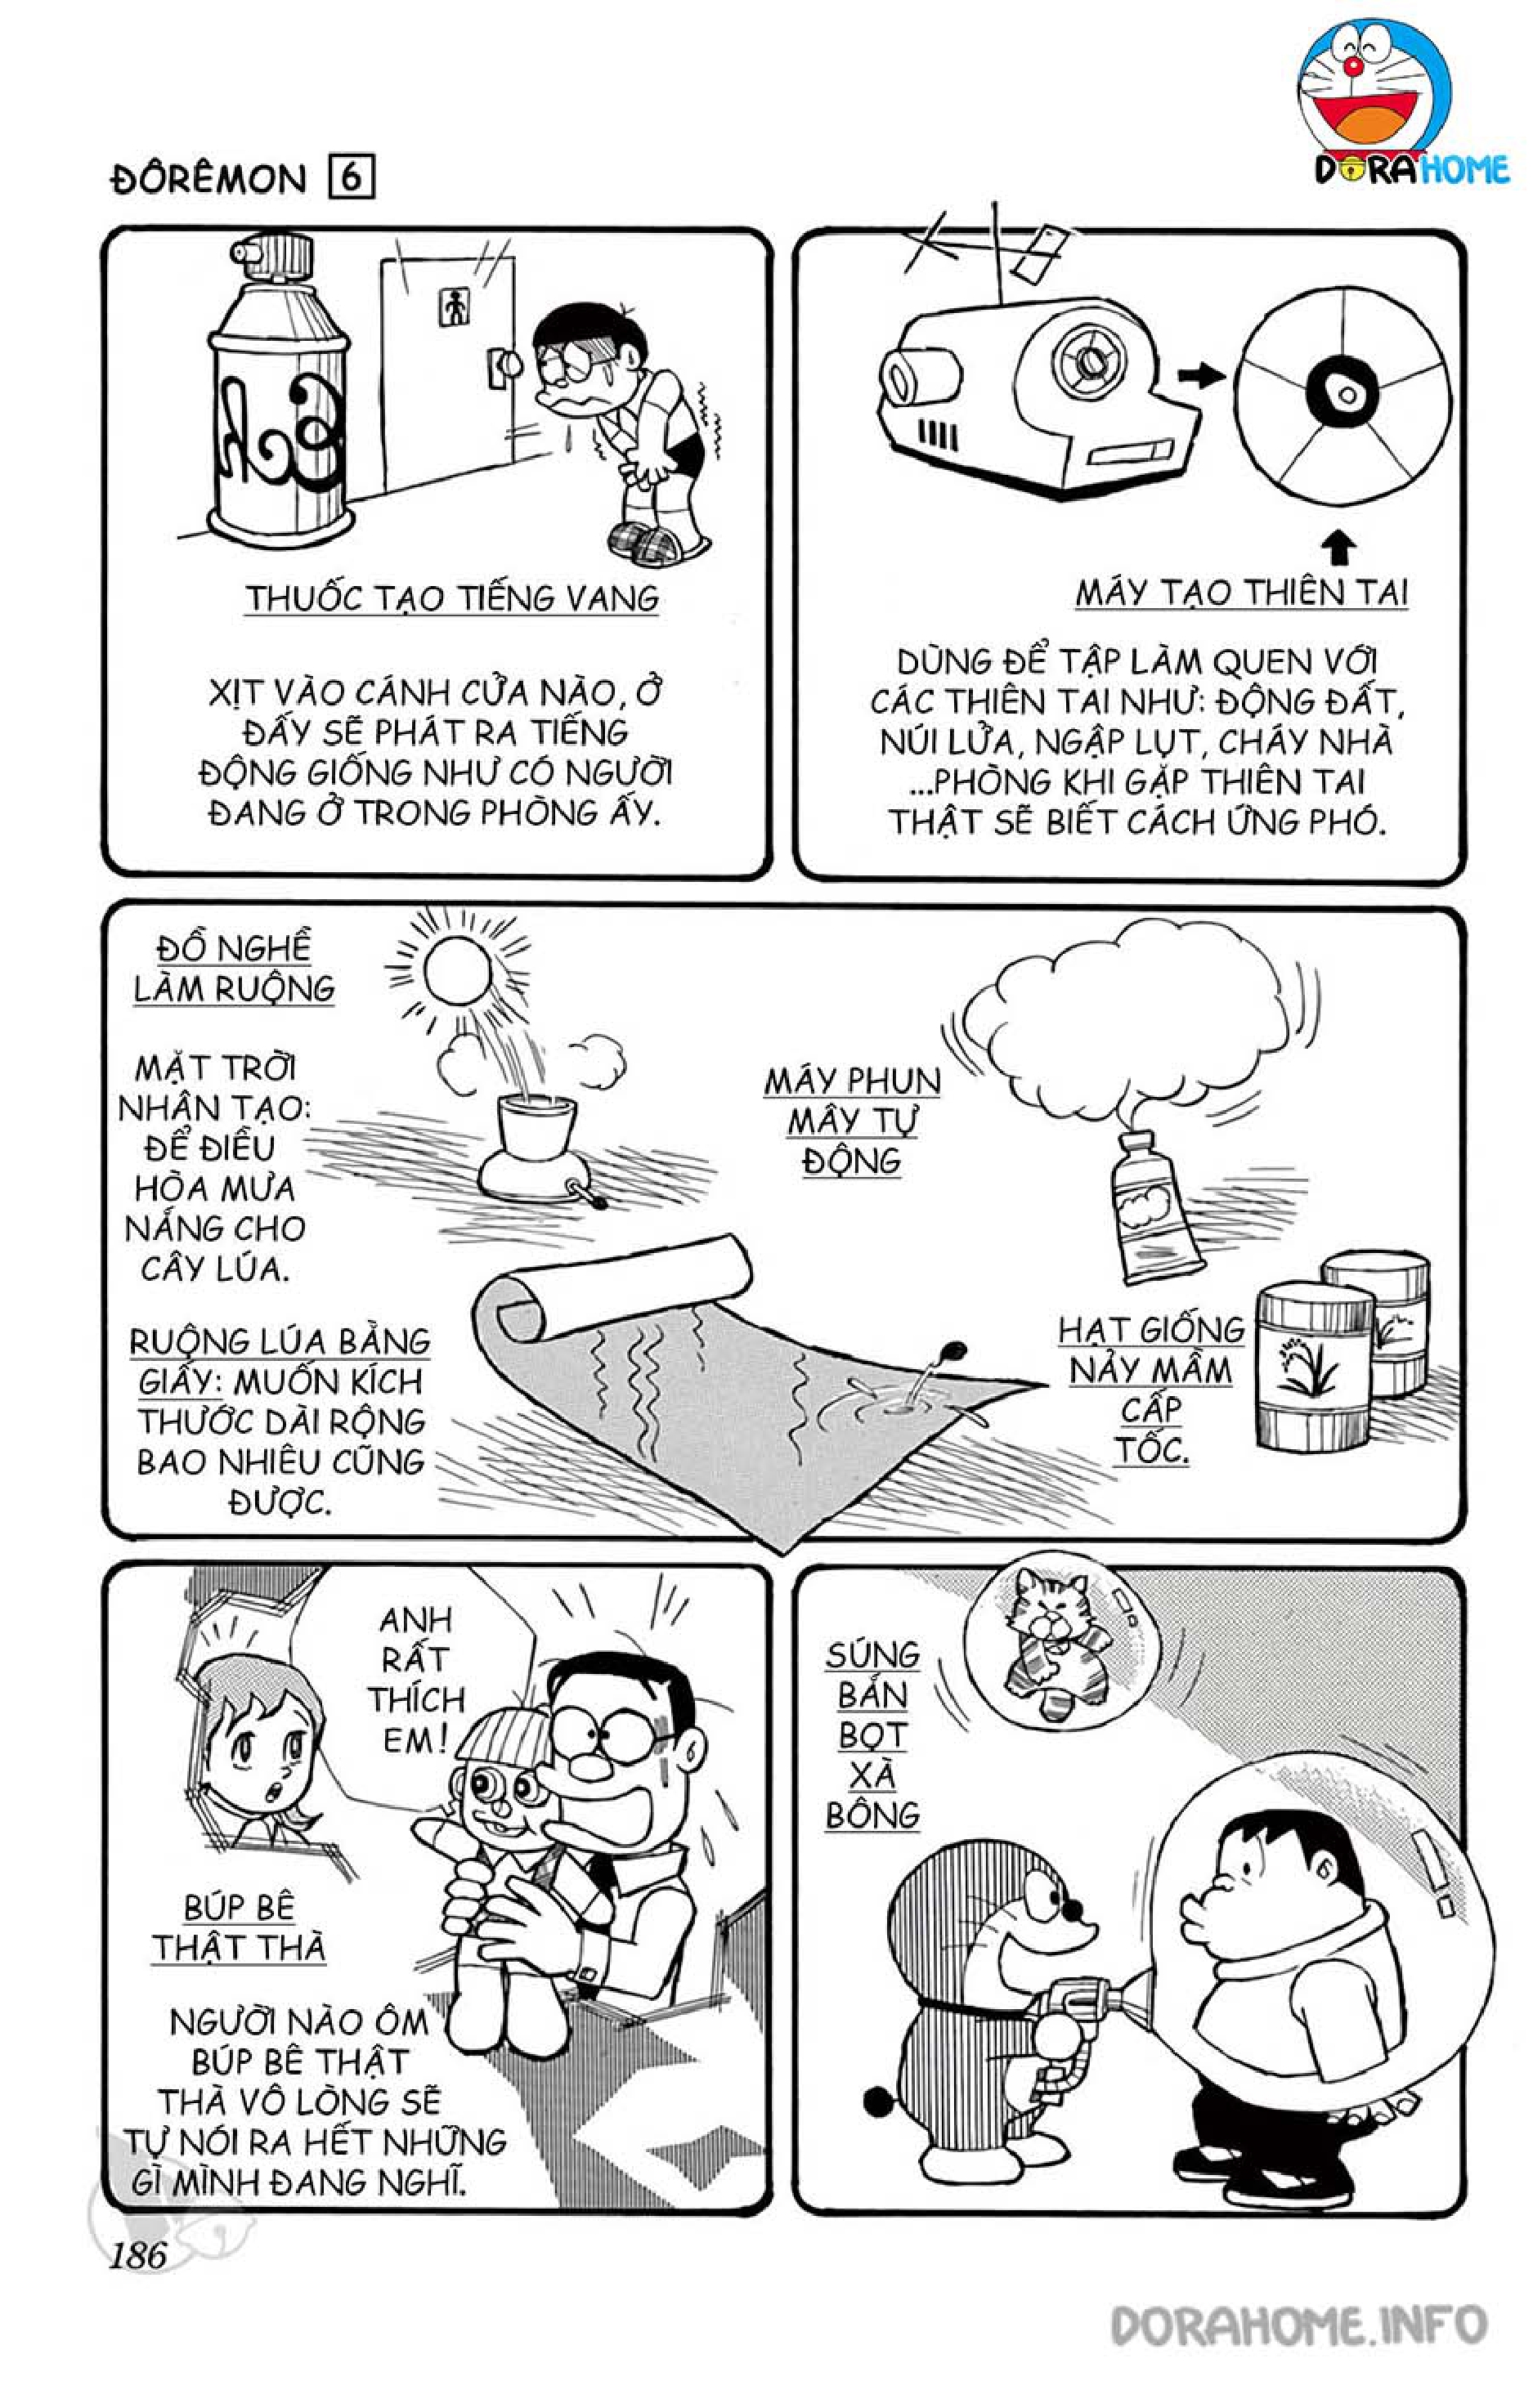 DORAHOME
ĐÔRÊMON 6
THUỐC TẠO TIẾNG VANG
XỊT VÀO CÁNH CỬA NÀO, Ở
ĐẤY SẼ PHÁT RA TIẾNG
ĐỘNG GIỐNG NHƯ CÓ NGƯỜI
ĐANG Ở TRONG PHÒNG ẤY.
MÁY TẠO THIÊN TAI
DÙNG ĐỂ TẬP LÀM QUEN VỚI
CÁC THIÊN TAI NHƯ: ĐỘNG ĐẤT,
NÚI LỬA, NGẬP LỤT, CHÁY NHÀ
...PHÒNG KHI GẶP THIÊN TAI
THẬT SẼ BIẾT CÁCH ỨNG PHÓ.
ĐỒ NGHỀ
LÀM RUỘNG
MẶT TRỜI
NHÂN TẠO:
ĐỂ ĐIỀU
HÒA MƯA
NẮNG CHO
CÂY LÚA.
MÁY PHUN
MÂY TỰ
ĐỘNG
RUỘNG LÚA BẰNG
GIẤY: MUỐN KÍCH
THƯỚC DÀI RỘNG
BAO NHIÊU CŨNG
ĐƯỢC.
HẠT GIỐNG
NẢY MẦM
CẤP
TỐC.
ANH
RẤT
THÍCH
EM!
BÚP BÊ
THẬT THÀ
NGƯỜI NÀO ÔM
BÚP BÊ THẬT
THÀ VÔ LÒNG SẼ
TỰ NÓI RA HẾT NHỮNG
GÌ MÌNH ĐANG NGHĨ.
SÚNG
BẮN
BỌT
XÀ
BÔNG
186
DORAHOME.INFO